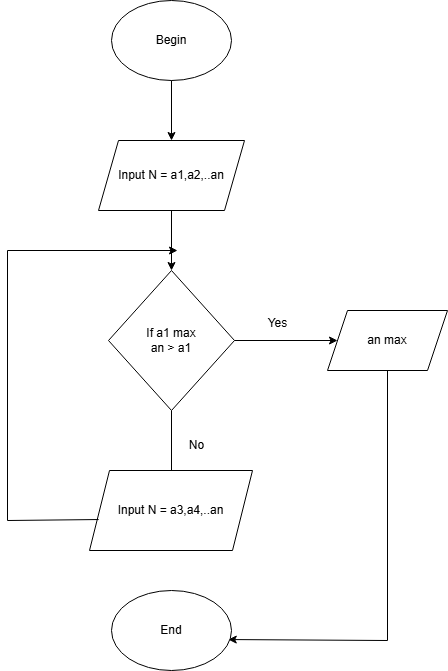 Begin
Input N = a1,a2,..an
If a1 max
an > a1
Yes
an max
No
Input N = a3,a4,..an
End